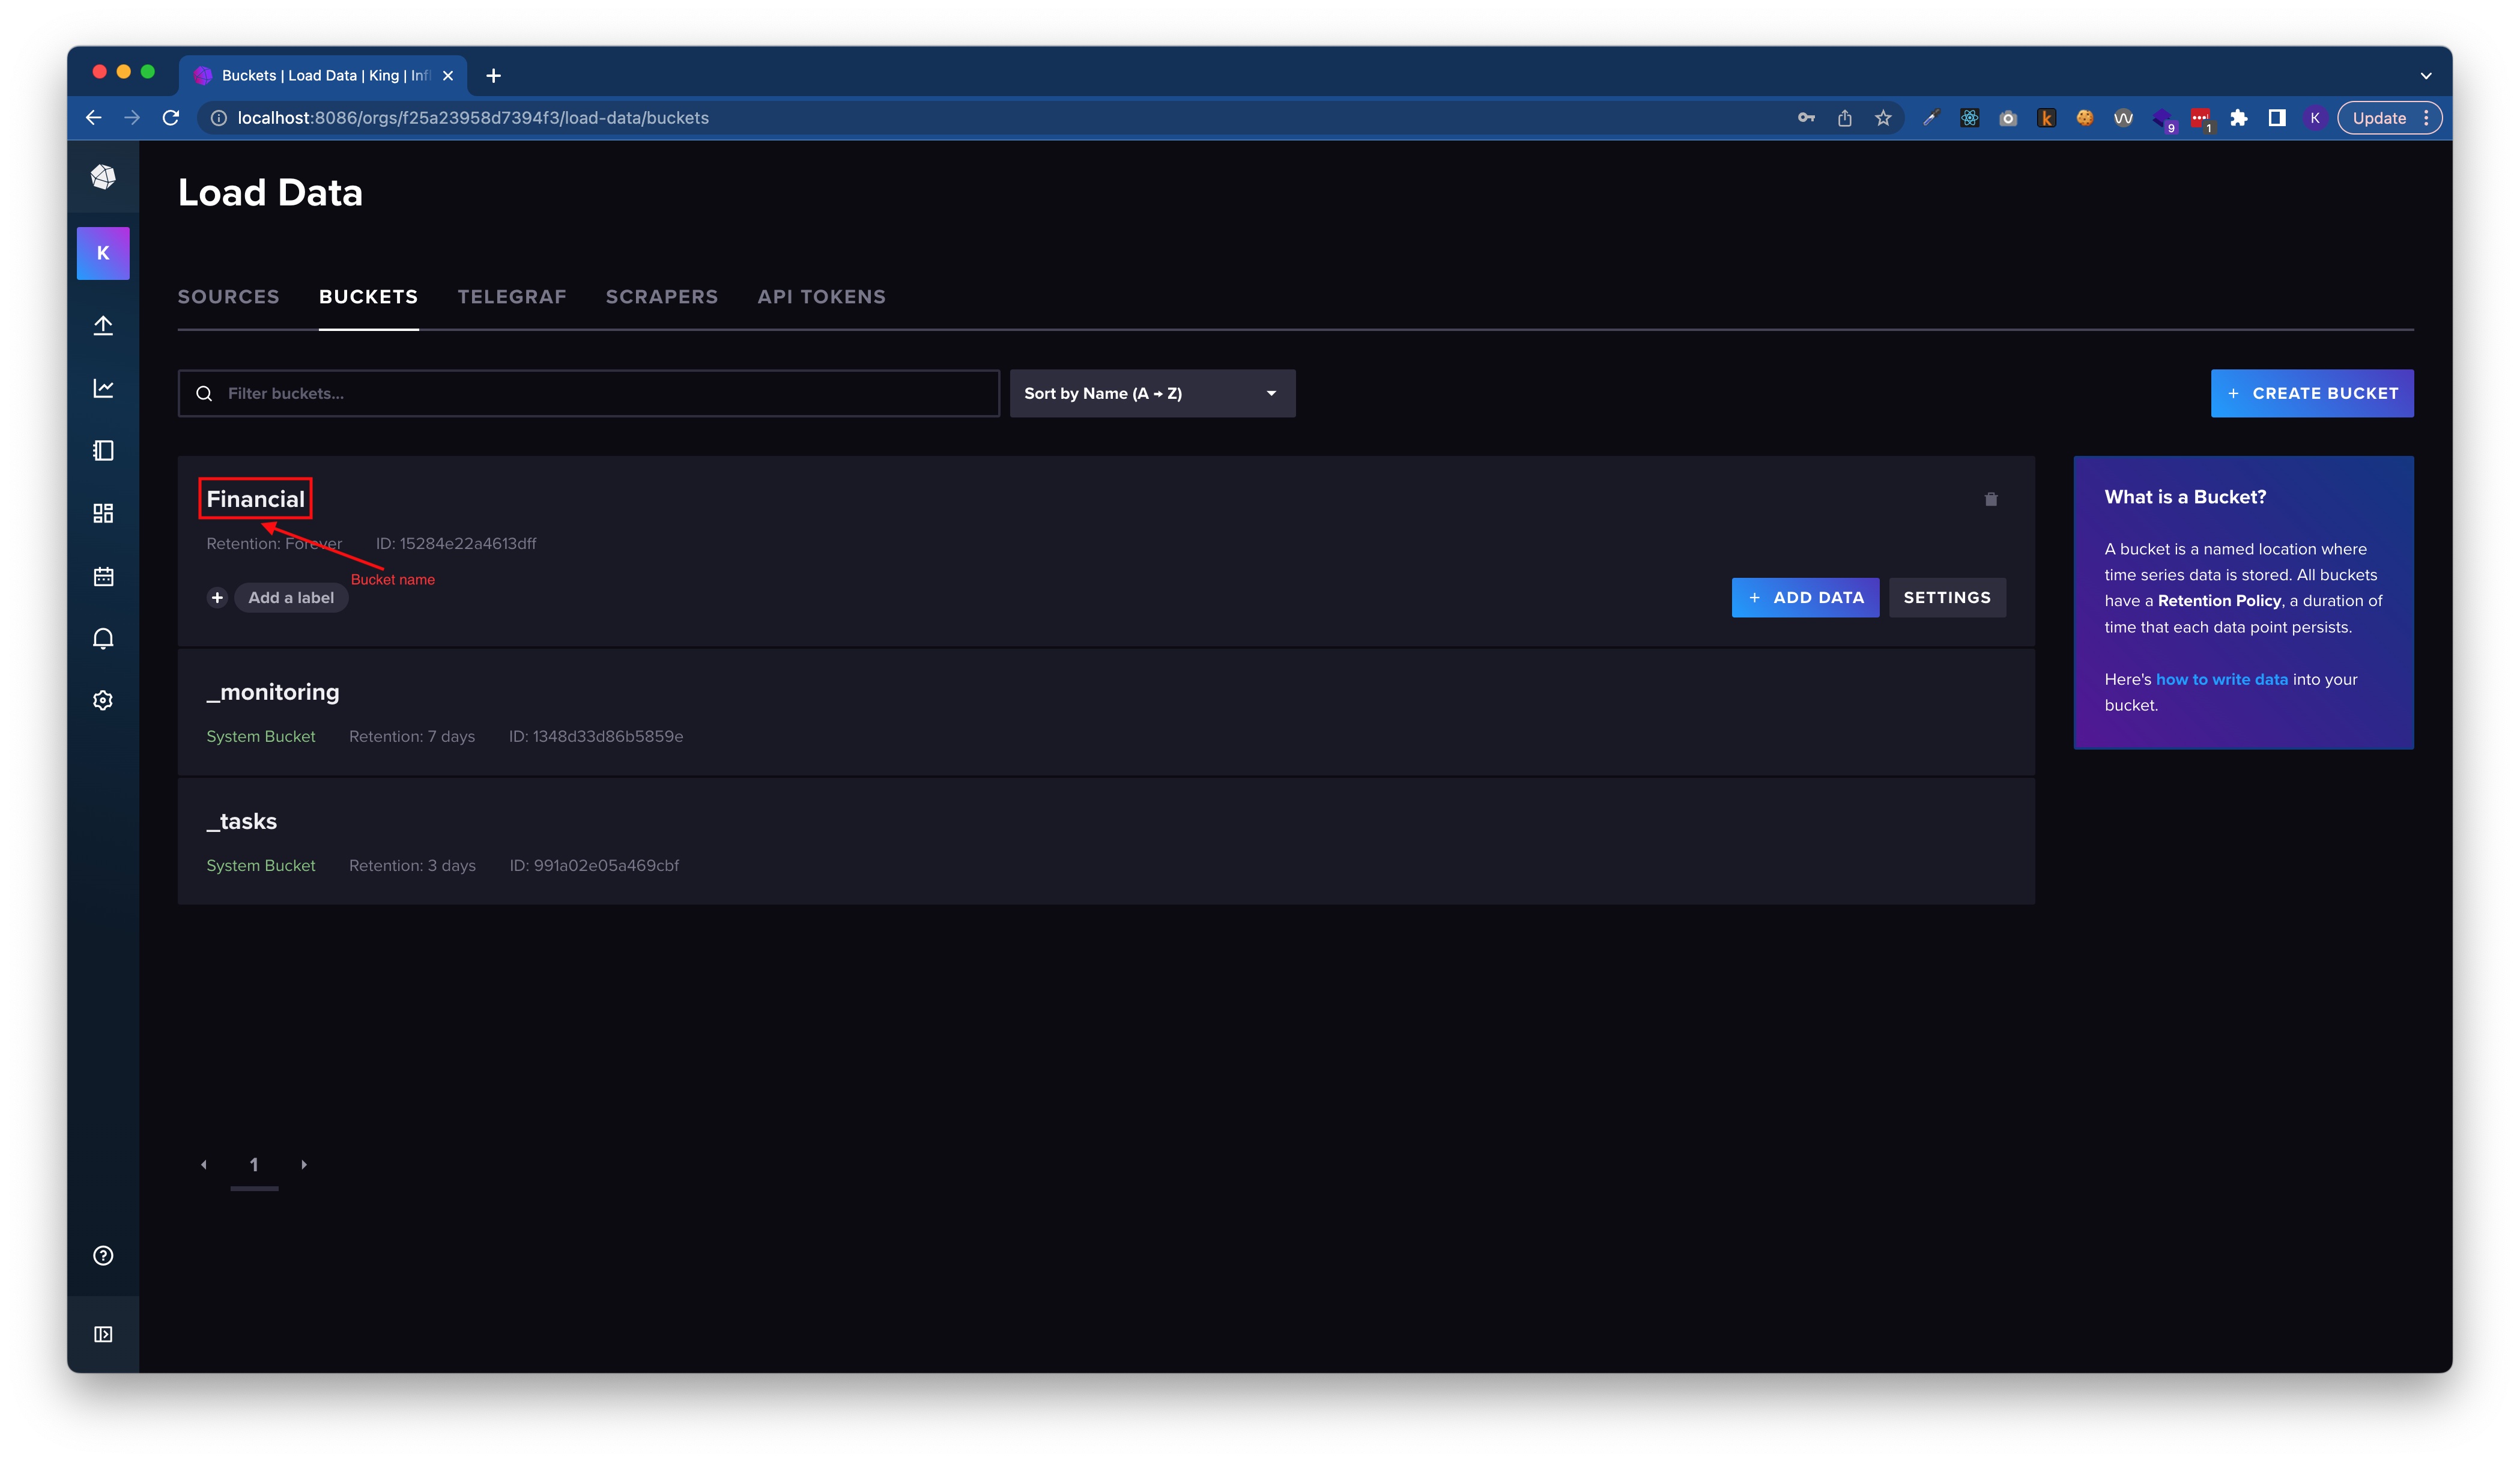 Buckets | Load Data | King | Inf
localhost:8086/orgs/f25a23958d7394f3/load-data/buckets
k
9
1
K
Update
Load Data
K
SOURCES BUCKETS TELEGRAF SCRAPERS API TOKENS
Filter buckets...
Sort by Name (A → Z)
+ CREATE BUCKET
Financial
Retention: Forever ID: 15284e22a4613dff
Bucket name
+ Add a label
+ ADD DATA
SETTINGS
_monitoring
System Bucket Retention: 7 days ID: 1348d33d86b5859e
_tasks
System Bucket Retention: 3 days ID: 991a02e05a469cbf
What is a Bucket?
A bucket is a named location where
time series data is stored. All buckets
have a Retention Policy, a duration of
time that each data point persists.
Here's how to write data into your
bucket.
1